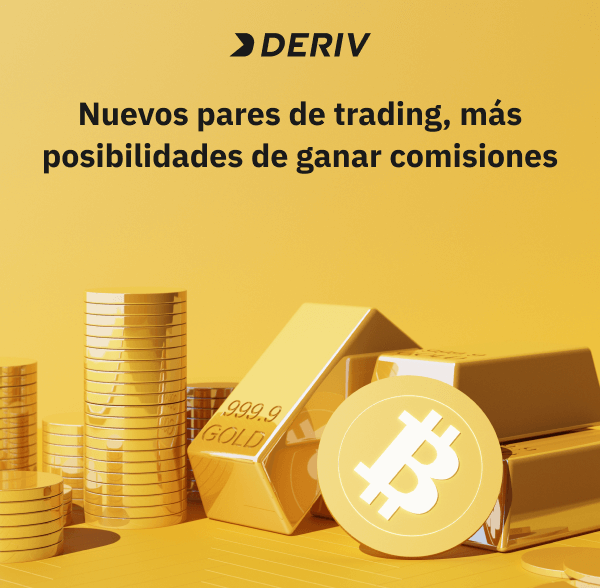 DERIV
Nuevos pares de trading, más
posibilidades de ganar comisiones
999.9
GOLD